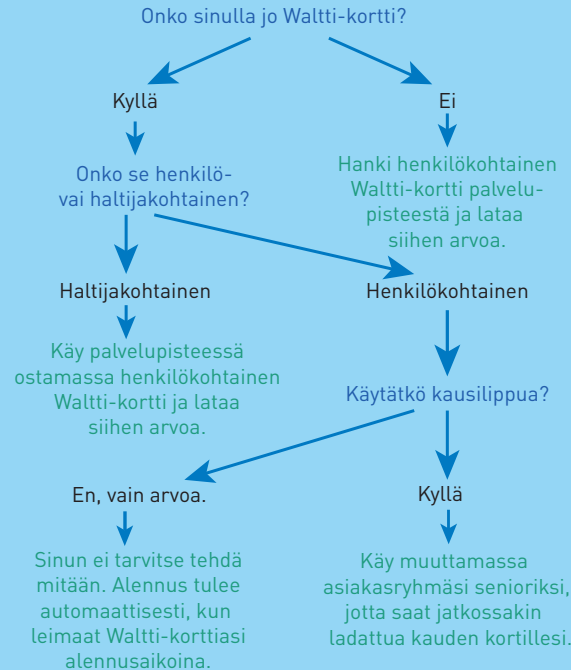 Onko sinulla jo Waltti-kortti?
Kyllä
Ei
Onko se henkilö-
vai haltijakohtainen?
Hanki henkilökohtainen
Waltti-kortti palvelu-
pisteestä ja lataa
siihen arvoa.
Haltijakohtainen
Henkilökohtainen
Käy palvelupisteessä
ostamassa henkilökohtainen
Waltti-kortti ja lataa
siihen arvoa.
Käytätkö kausilippua?
En, vain arvoa.
Kyllä
Sinun ei tarvitse tehdä
mitään. Alennus tulee
automaattisesti, kun
leimaat Waltti-korttiasi
alennusaikoina.
Käy muuttamassa
asiakasryhmäsi senioriksi,
jotta saat jatkossakin
ladattua kauden kortillesi.